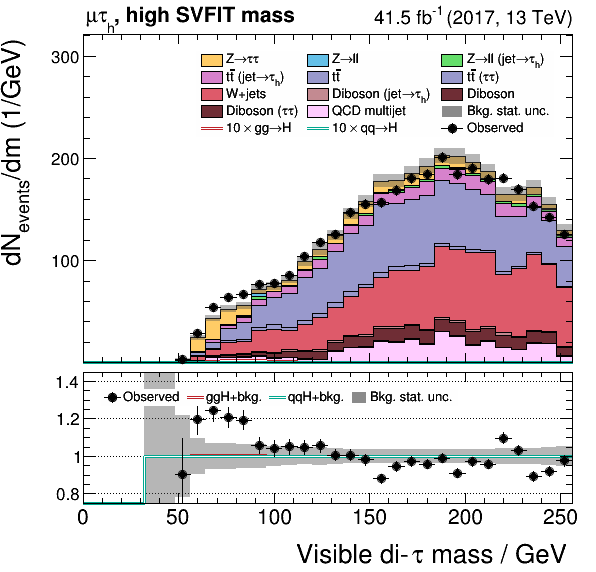 μτh, high SVFIT mass 41.5 fb⁻¹ (2017, 13 TeV)
dNevents/dm (1/GeV)
300
200
100
Z→ττ Z→ll Z→ll (jet→τh)
tt̄ (jet→τh) tt̄ tt̄ (ττ)
W+jets Diboson (jet→τh) Diboson
Diboson (ττ) QCD multijet Bkg. stat. unc.
10 × gg→H 10 × qq→H Observed
1.4
Observed ggH+bkg. qqH+bkg. Bkg. stat. unc.
1.2
1
0.8
0 50 100 150 200 250
Visible di-τ mass / GeV